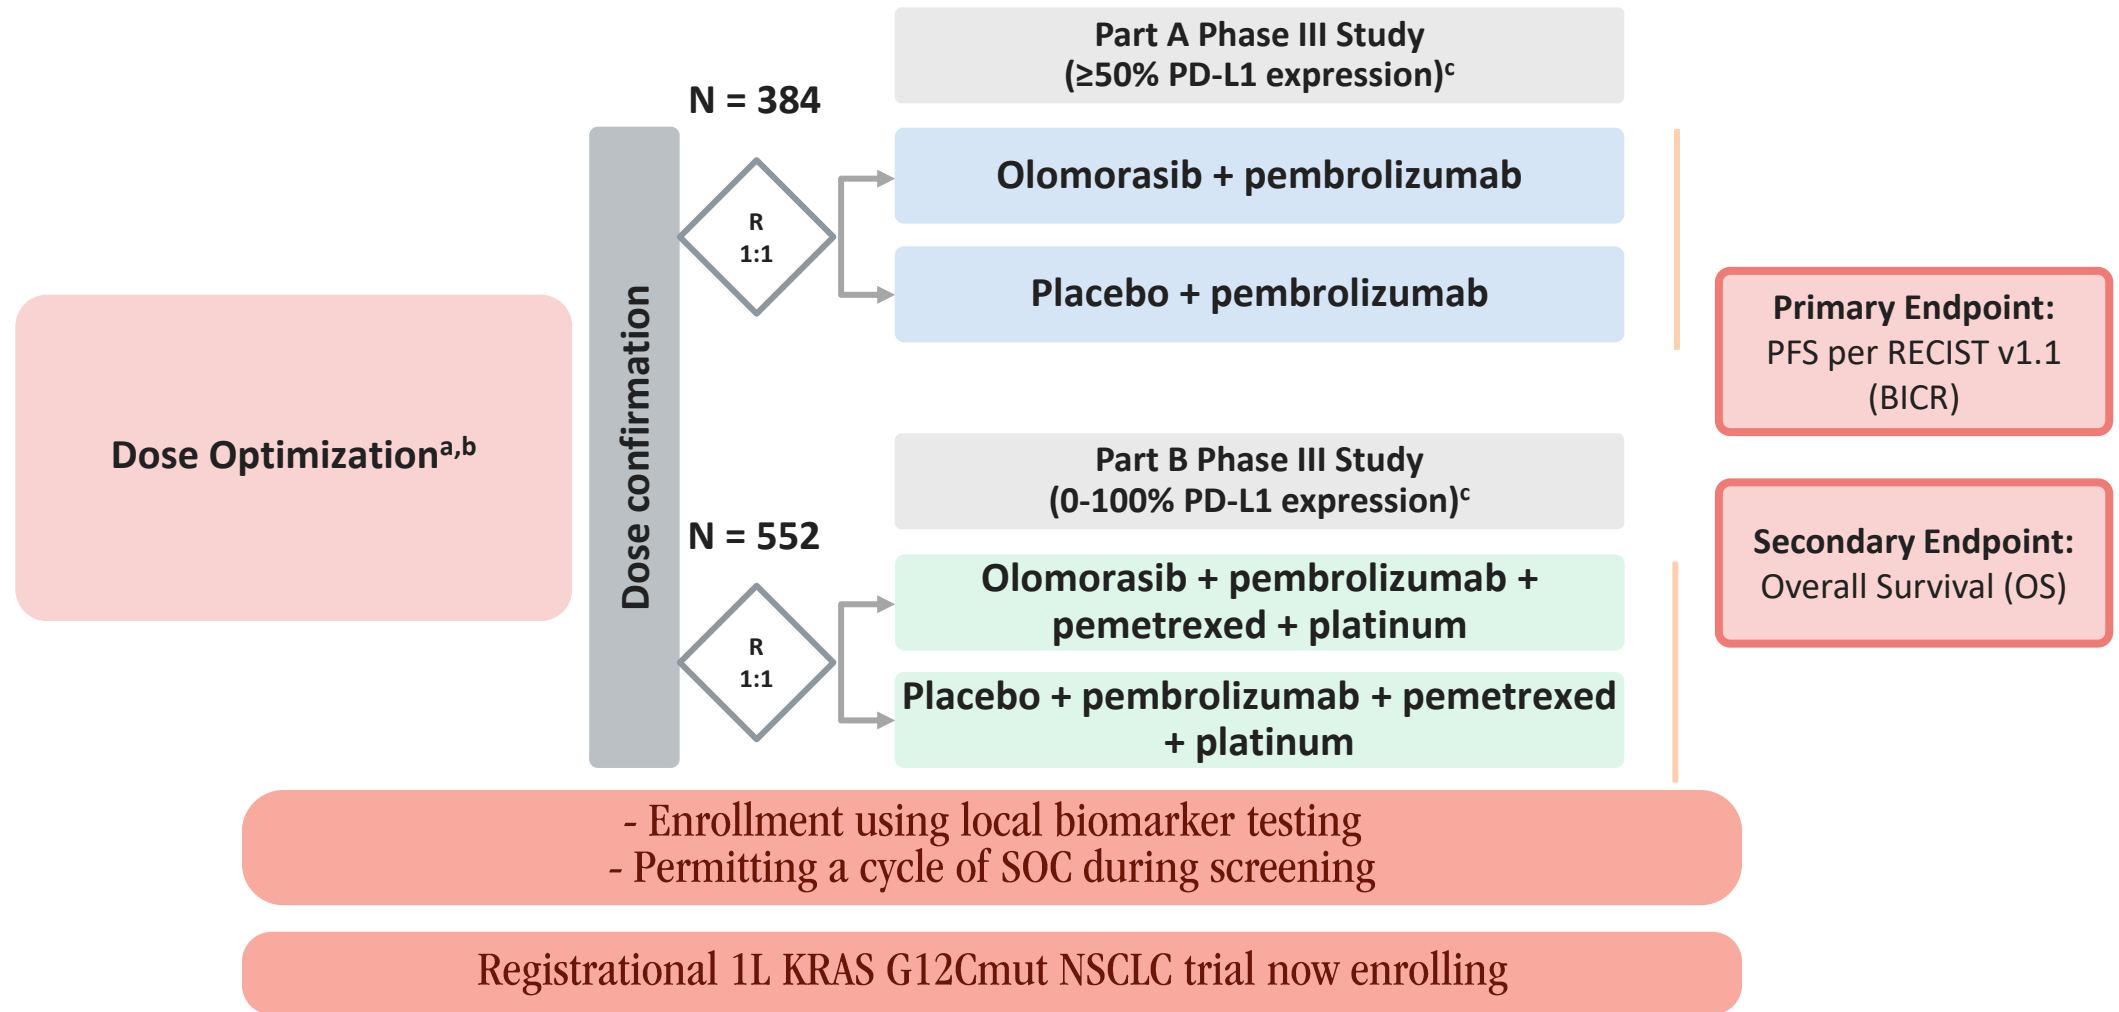 Part A Phase III Study
(≥50% PD-L1 expression)ᶜ
N = 384
R
1:1
Olomorasib + pembrolizumab
Placebo + pembrolizumab
Dose Optimizationᵃ,ᵇ
Dose confirmation
Part B Phase III Study
(0-100% PD-L1 expression)ᶜ
N = 552
R
1:1
Olomorasib + pembrolizumab +
pemetrexed + platinum
Placebo + pembrolizumab + pemetrexed
+ platinum
Primary Endpoint:
PFS per RECIST v1.1
(BICR)
Secondary Endpoint:
Overall Survival (OS)
- Enrollment using local biomarker testing
- Permitting a cycle of SOC during screening
Registrational 1L KRAS G12Cmut NSCLC trial now enrolling